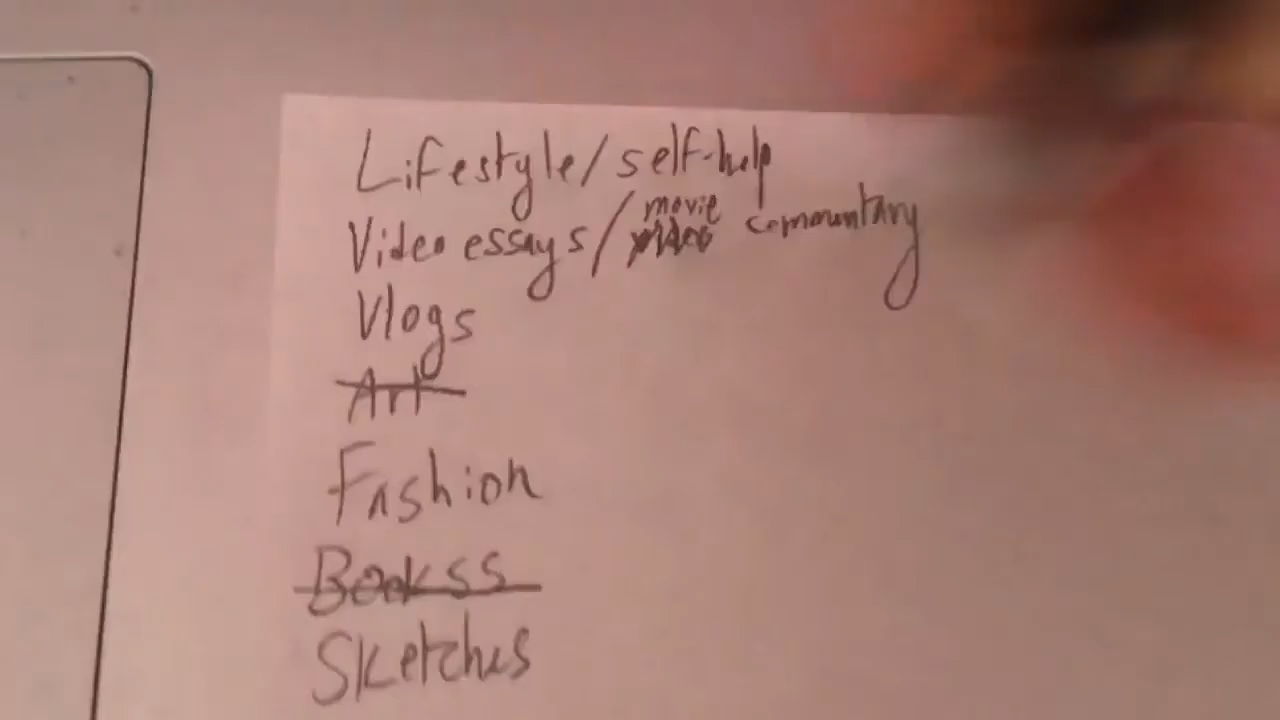 Lifestyle/self-help
Video essays/movie commentary
Vlogs
Art
Fashion
Bookss
Sketches